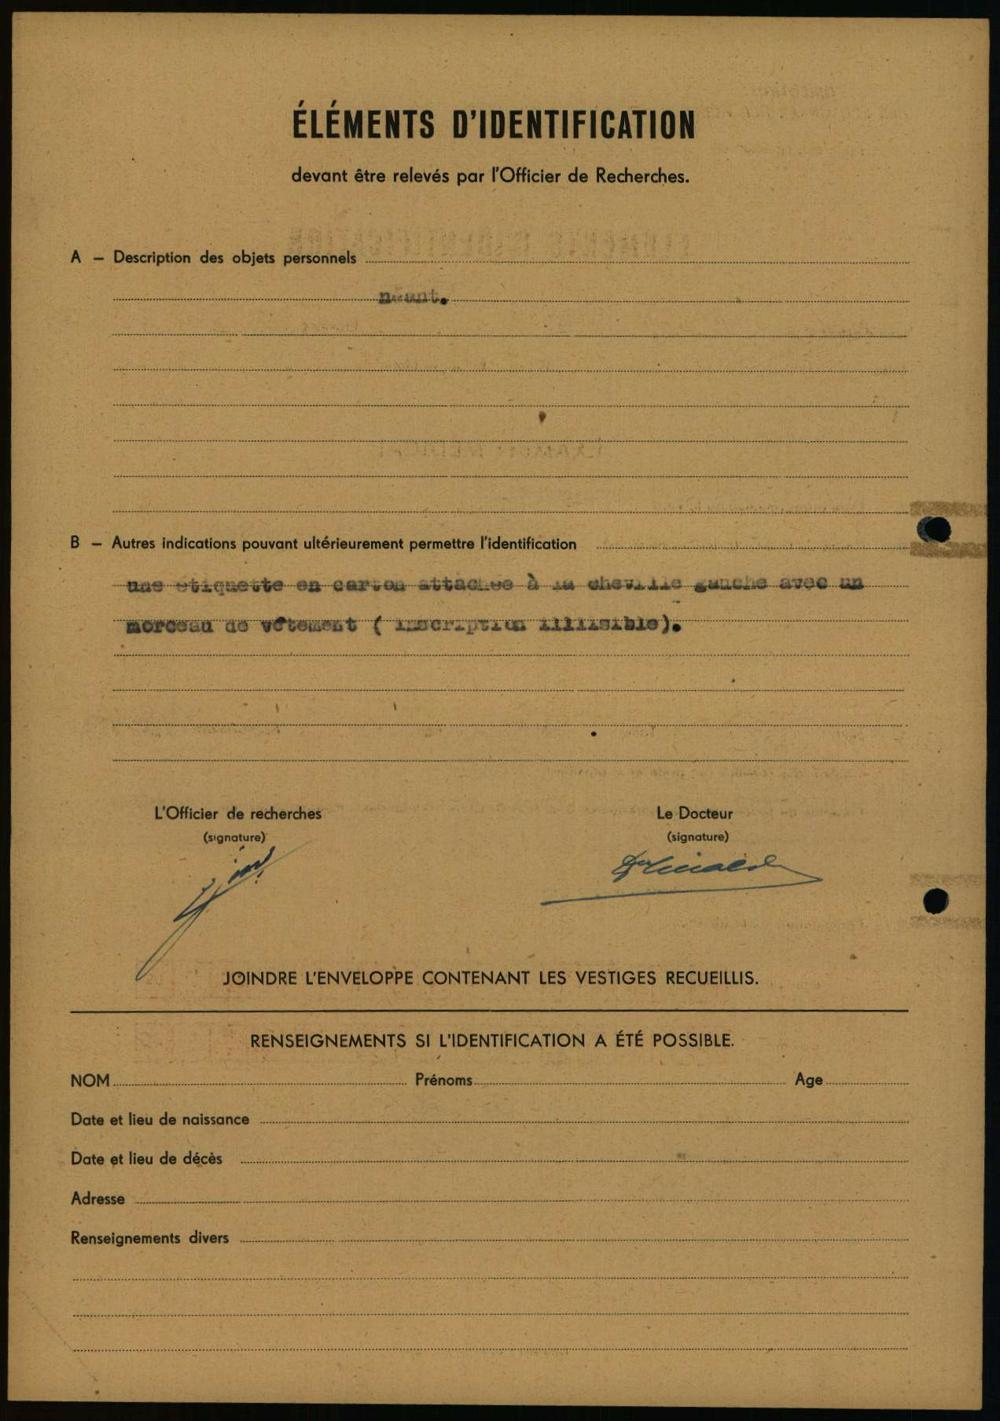 ÉLÉMENTS D'IDENTIFICATION
devant être relevés par l'Officier de Recherches.
A – Description des objets personnels
néant.
B – Autres indications pouvant ultérieurement permettre l'identification
une étiquette en carton attachée à la cheville gauche avec un
morceau de vêtement ( inscription illisible).
L'Officier de recherches
(signature)
Le Docteur
(signature)
JOINDRE L'ENVELOPPE CONTENANT LES VESTIGES RECUEILLIS.
RENSEIGNEMENTS SI L'IDENTIFICATION A ÉTÉ POSSIBLE.
NOM Prénoms Age
Date et lieu de naissance
Date et lieu de décès
Adresse
Renseignements divers